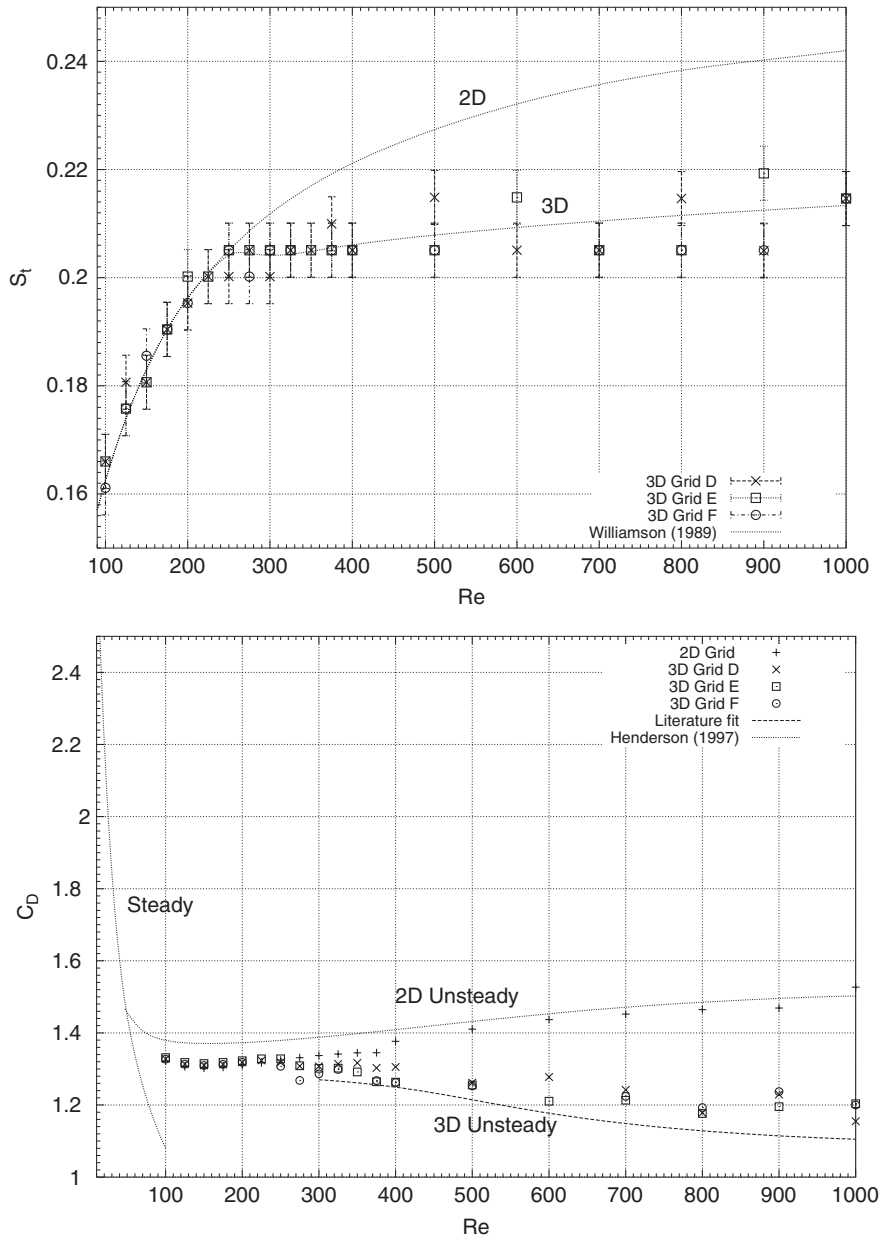 0.24
0.22
0.2
0.18
0.16
S_t
2D
3D
3D Grid D
3D Grid E
3D Grid F
Williamson (1989)
100 200 300 400 500 600 700 800 900 1000
Re
2.4
2.2
2
1.8
1.6
1.4
1.2
1
C_D
2D Grid
3D Grid D
3D Grid E
3D Grid F
Literature fit
Henderson (1997)
Steady
2D Unsteady
3D Unsteady
100 200 300 400 500 600 700 800 900 1000
Re